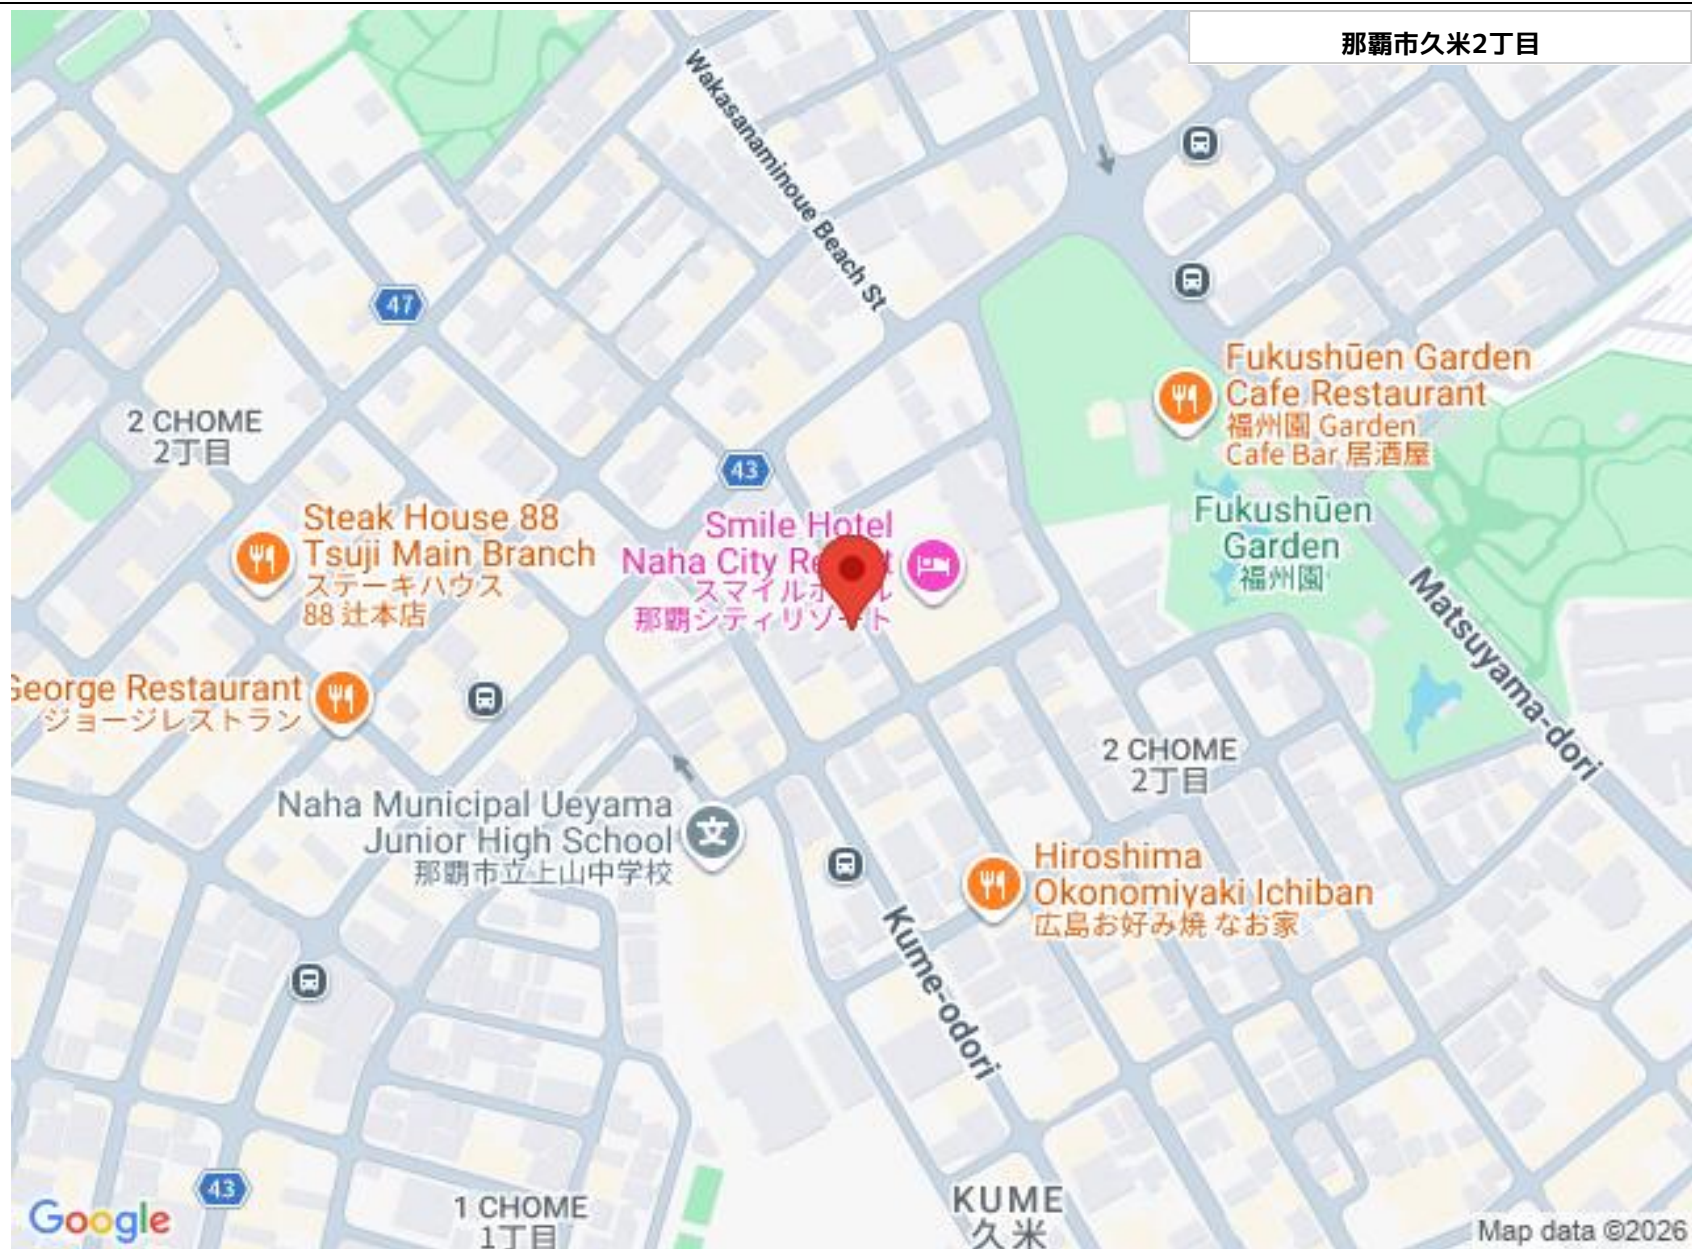 那覇市久米2丁目
Wakasanaminoue Beach St
47
Fukushūen Garden
Cafe Restaurant
福州園 Garden
Cafe Bar 居酒屋
2 CHOME
2丁目
43
Steak House 88
Tsuji Main Branch
ステーキハウス
88 辻本店
Smile Hotel
Naha City Re t
スマイルホ ル
那覇シティリゾート
Fukushūen
Garden
福州園
Matsuyama-dori
George Restaurant
ジョージレストラン
2 CHOME
2丁目
Naha Municipal Ueyama
Junior High School
那覇市立上山中学校
文
Hiroshima
Okonomiyaki Ichiban
広島お好み焼 なお家
Kume-odori
43
1 CHOME
1丁目
KUME
久米
Google
Map data ©2026